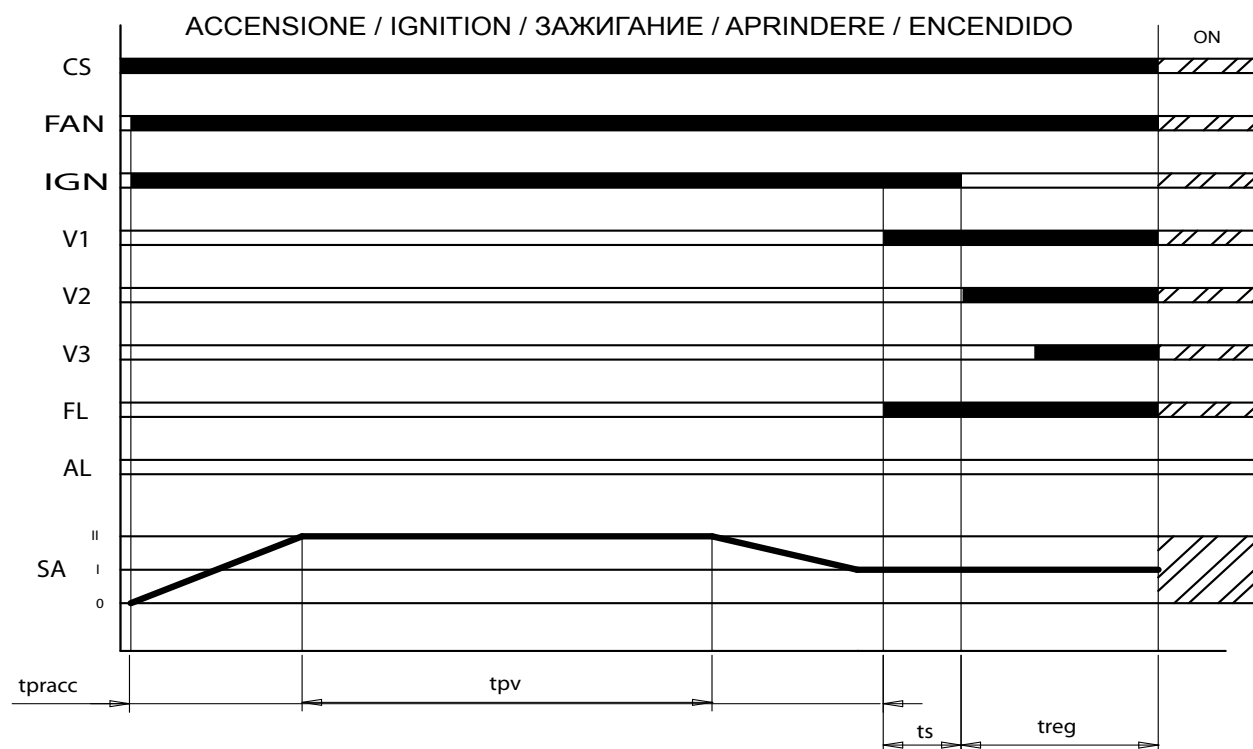 ACCENSIONE / IGNITION / ЗАЖИГАНИЕ / APRINDERE / ENCENDIDO
ON
CS
FAN
IGN
V1
V2
V3
FL
AL
II
SA
I
0
tpracc
tpv
ts
treg